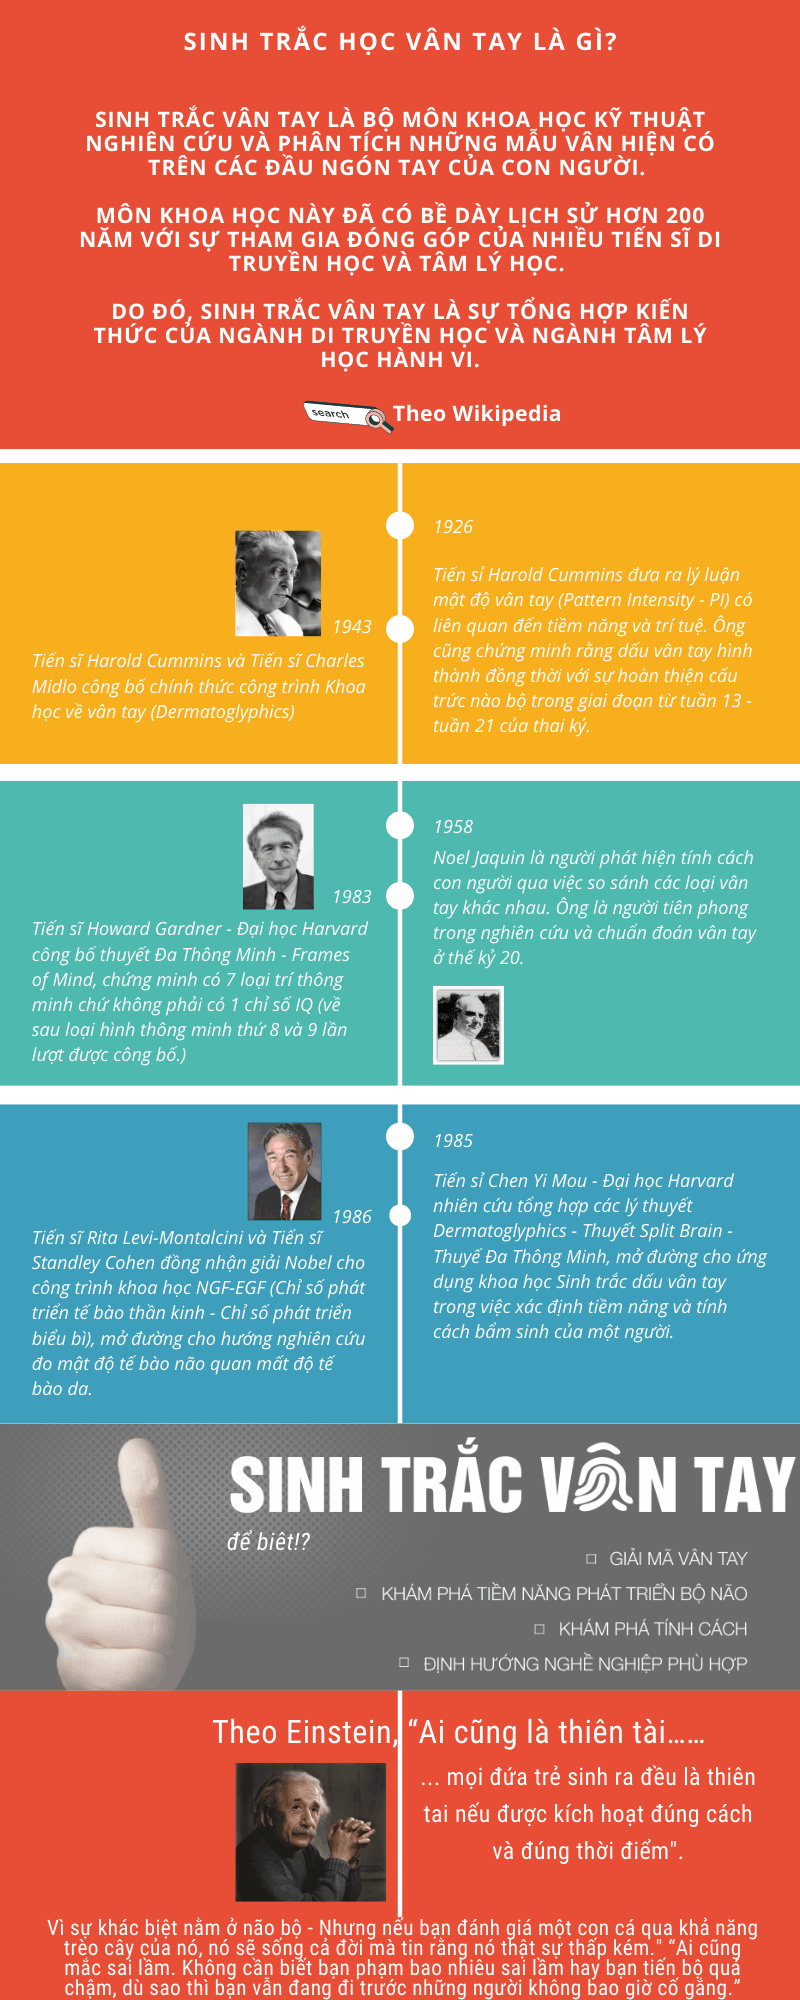 SINH TRẮC HỌC VÂN TAY LÀ GÌ?
SINH TRẮC VÂN TAY LÀ BỘ MÔN KHOA HỌC KỸ THUẬT
NGHIÊN CỨU VÀ PHÂN TÍCH NHỮNG MẪU VÂN HIỆN CÓ
TRÊN CÁC ĐẦU NGÓN TAY CỦA CON NGƯỜI.
MÔN KHOA HỌC NÀY ĐÃ CÓ BỀ DÀY LỊCH SỬ HƠN 200
NĂM VỚI SỰ THAM GIA ĐÓNG GÓP CỦA NHIỀU TIẾN SĨ DI
TRUYỀN HỌC VÀ TÂM LÝ HỌC.
DO ĐÓ, SINH TRẮC VÂN TAY LÀ SỰ TỔNG HỢP KIẾN
THỨC CỦA NGÀNH DI TRUYỀN HỌC VÀ NGÀNH TÂM LÝ
HỌC HÀNH VI.
search
Theo Wikipedia
1926
Tiến sỉ Harold Cummins đưa ra lý luận
mật độ vân tay (Pattern Intensity - PI) có
liên quan đến tiềm năng và trí tuệ. Ông
cũng chứng minh rằng dấu vân tay hình
thành đồng thời với sự hoàn thiện cấu
trức nào bộ trong giai đoạn từ tuần 13 -
tuần 21 của thai ký.
1943
Tiến sĩ Harold Cummins và Tiến sĩ Charles
Midlo công bố chính thức công trình Khoa
học về vân tay (Dermatoglyphics)
1958
Noel Jaquin là người phát hiện tính cách
con người qua việc so sánh các loại vân
tay khác nhau. Ông là người tiên phong
trong nghiên cứu và chuẩn đoán vân tay
ở thế kỷ 20.
1983
Tiến sĩ Howard Gardner - Đại học Harvard
công bố thuyết Đa Thông Minh - Frames
of Mind, chứng minh có 7 loại trí thông
minh chứ không phải có 1 chỉ số IQ (về
sau loại hình thông minh thứ 8 và 9 lần
lượt được công bố.)
1985
Tiến sỉ Chen Yi Mou - Đại học Harvard
nhiên cứu tổng hợp các lý thuyết
Dermatoglyphics - Thuyết Split Brain -
Thuyế Đa Thông Minh, mở đường cho ứng
dụng khoa học Sinh trắc dấu vân tay
trong việc xác định tiềm năng và tính
cách bẩm sinh của một người.
1986
Tiến sĩ Rita Levi-Montalcini và Tiến sĩ
Standley Cohen đồng nhận giải Nobel cho
công trình khoa học NGF-EGF (Chỉ số phát
triển tế bào thần kinh - Chỉ số phát triển
biểu bì), mở đường cho hướng nghiên cứu
đo mật độ tế bào não quan mất độ tế
bào da.
SINH TRẮC VÂN TAY
để biêt!?
GIẢI MÃ VÂN TAY
KHÁM PHÁ TIỀM NĂNG PHÁT TRIỂN BỘ NÃO
KHÁM PHÁ TÍNH CÁCH
ĐỊNH HƯỚNG NGHỀ NGHIỆP PHÙ HỢP
Theo Einstein, “Ai cũng là thiên tài……
... mọi đứa trẻ sinh ra đều là thiên
tai nếu được kích hoạt đúng cách
và đúng thời điểm".
Vì sự khác biệt nằm ở não bộ - Nhưng nếu bạn đánh giá một con cá qua khả năng
trèo cây của nó, nó sẽ sống cả đời mà tin rằng nó thật sự thấp kém." “Ai cũng
mắc sai lầm. Không cần biết bạn phạm bao nhiêu sai lầm hay bạn tiến bộ quá
chậm, dù sao thì bạn vẫn đang đi trước những người không bao giờ cố gắng.”